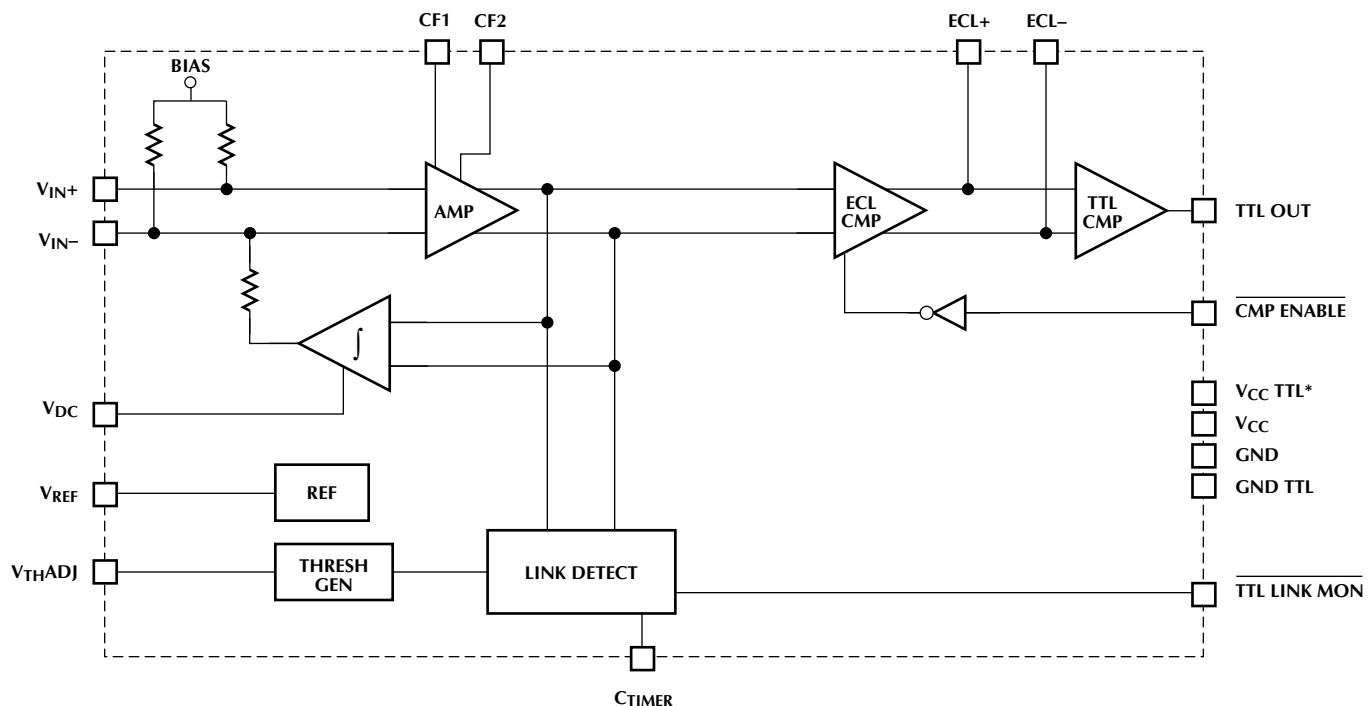 CF1 CF2 ECL+ ECL–
BIAS
VIN+
AMP
ECL
CMP
TTL
CMP
TTL OUT
VIN–
∫
CMP ENABLE
VDC
VCC TTL*
VCC
GND
GND TTL
VREF
REF
VTHADJ
THRESH
GEN
LINK DETECT
TTL LINK MON
CTIMER